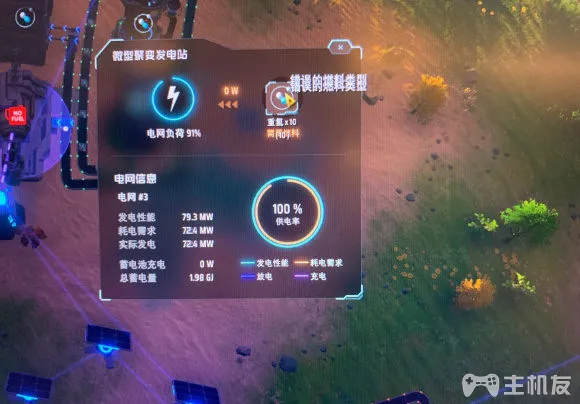 微型聚变发电站
0 W
错误的燃料类型
NO
FUEL
重氢 x10
电网负荷 91%
电网信息
电网 #3
发电性能 79.3 MW
耗电需求 72.4 MW
实际发电 72.4 MW
100 %
供电率
蓄电池充电 0 W
总蓄电量 1.98 GJ
发电性能 耗电需求
放电 充电
主机友